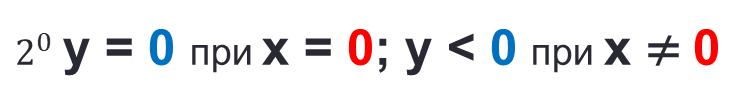 2⁰ y = 0 при x = 0; y < 0 при x ≠ 0